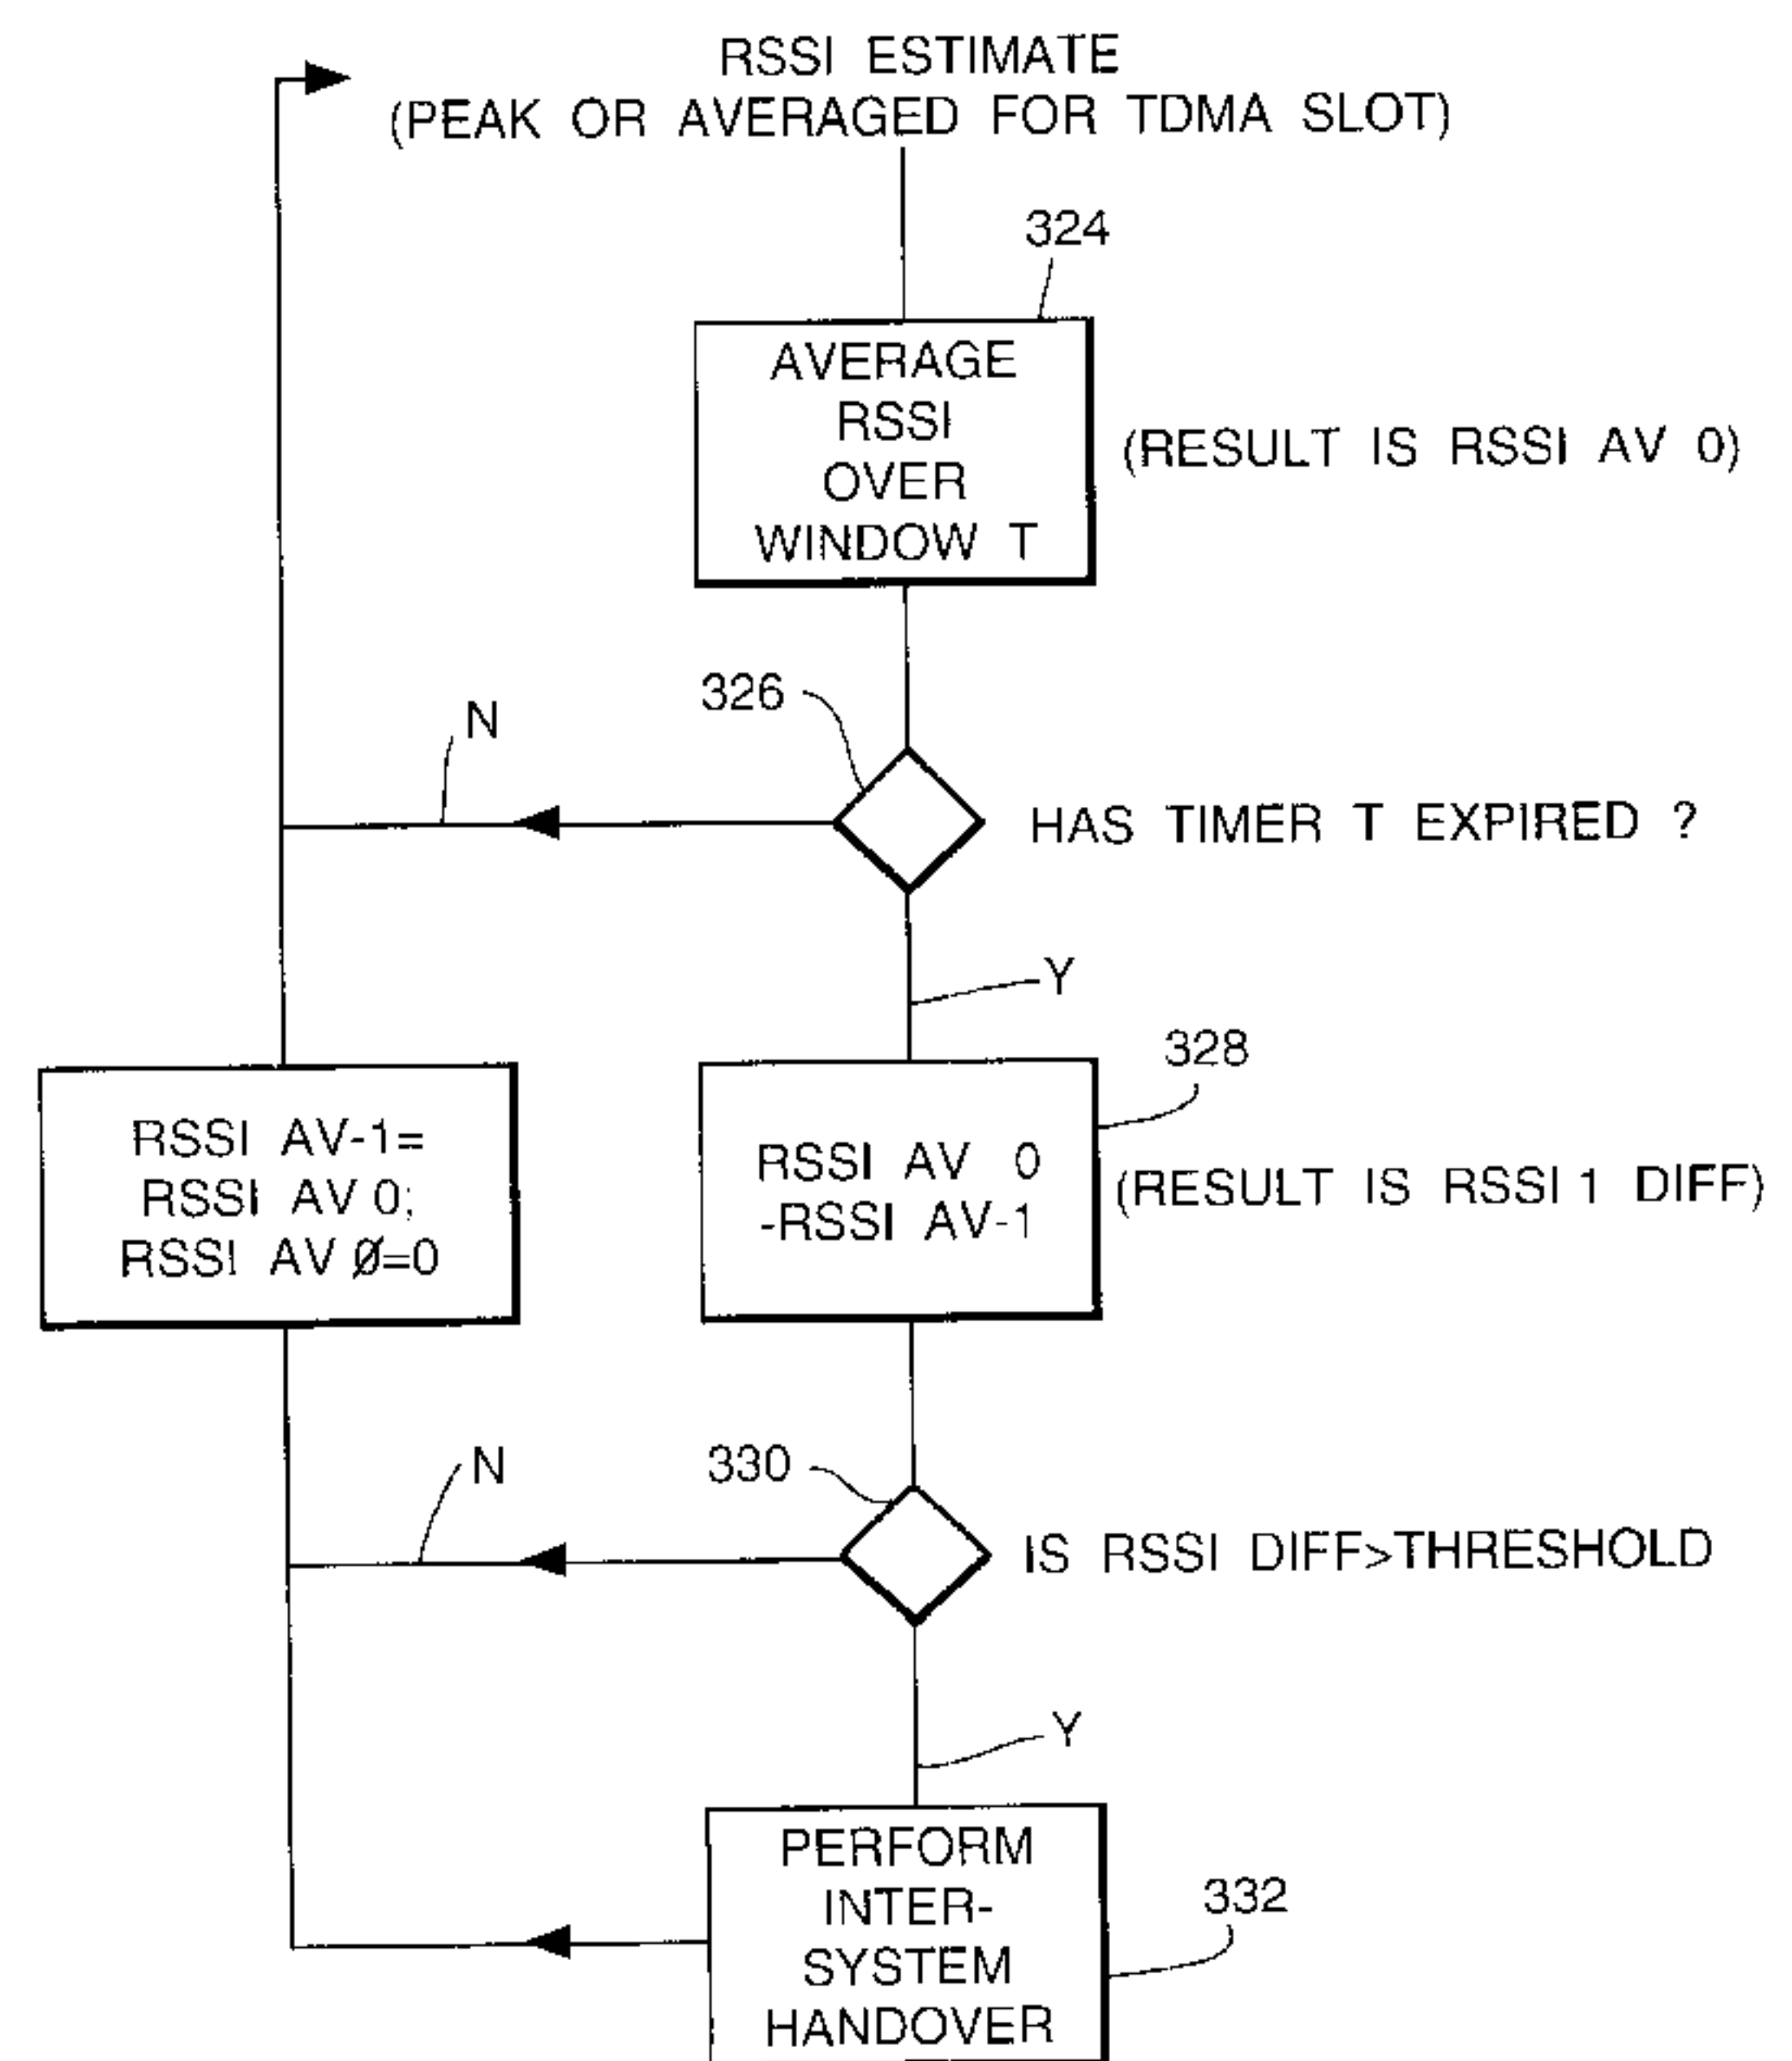 RSSI ESTIMATE
(PEAK OR AVERAGED FOR TDMA SLOT)
324
AVERAGE
RSSI
OVER
WINDOW T
(RESULT IS RSSI AV 0)
326
N
HAS TIMER T EXPIRED ?
Y
328
RSSI AV-1=
RSSI AV 0;
RSSI AV Ø=0
RSSI AV 0
-RSSI AV-1
(RESULT IS RSSI 1 DIFF)
330
N
IS RSSI DIFF>THRESHOLD
Y
332
PERFORM
INTER-
SYSTEM
HANDOVER